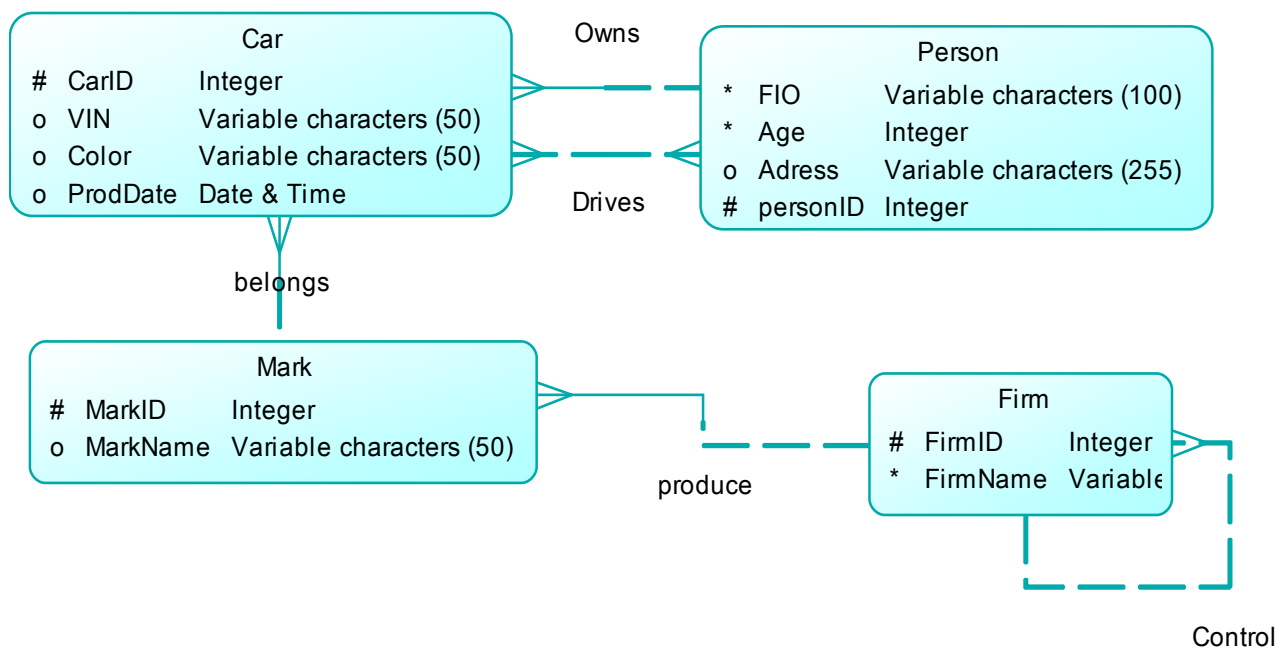 Car
# CarID Integer
o VIN Variable characters (50)
o Color Variable characters (50)
o ProdDate Date & Time
Owns
Drives
Person
* FIO Variable characters (100)
* Age Integer
o Adress Variable characters (255)
# personID Integer
belongs
Mark
# MarkID Integer
o MarkName Variable characters (50)
produce
Firm
# FirmID Integer
* FirmName Variable
Control